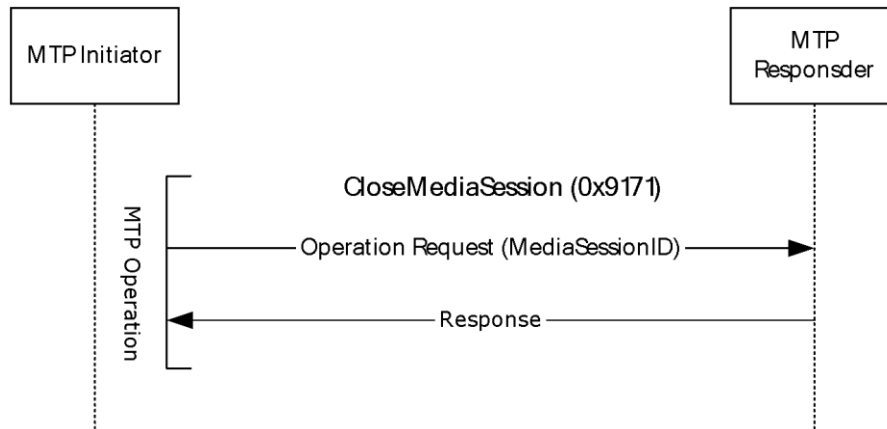 MTP Initiator
MTP
Responsder
CloseMediaSession (0x9171)
Operation Request (MediaSessionID)
MTP Operation
Response